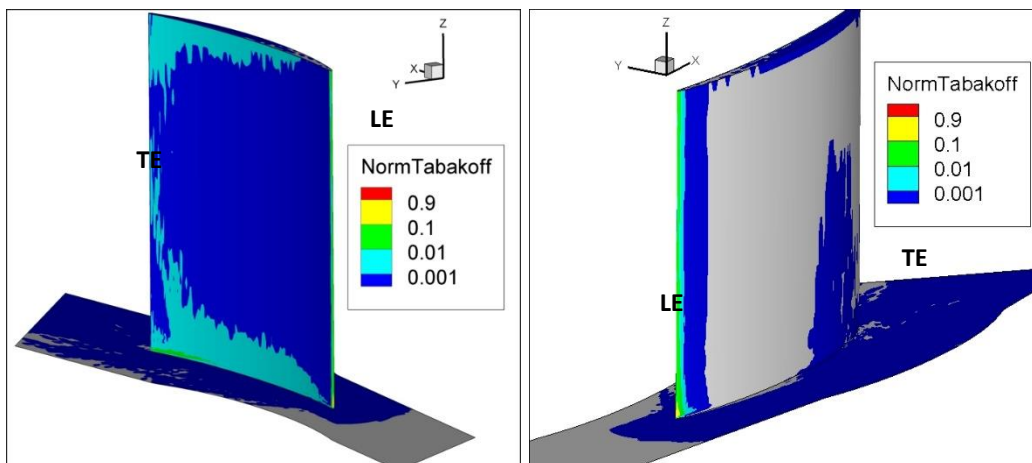 Z
X
Y
LE
TE
NormTabakoff
0.9
0.1
0.01
0.001
Z
Y
X
NormTabakoff
0.9
0.1
0.01
0.001
TE
LE